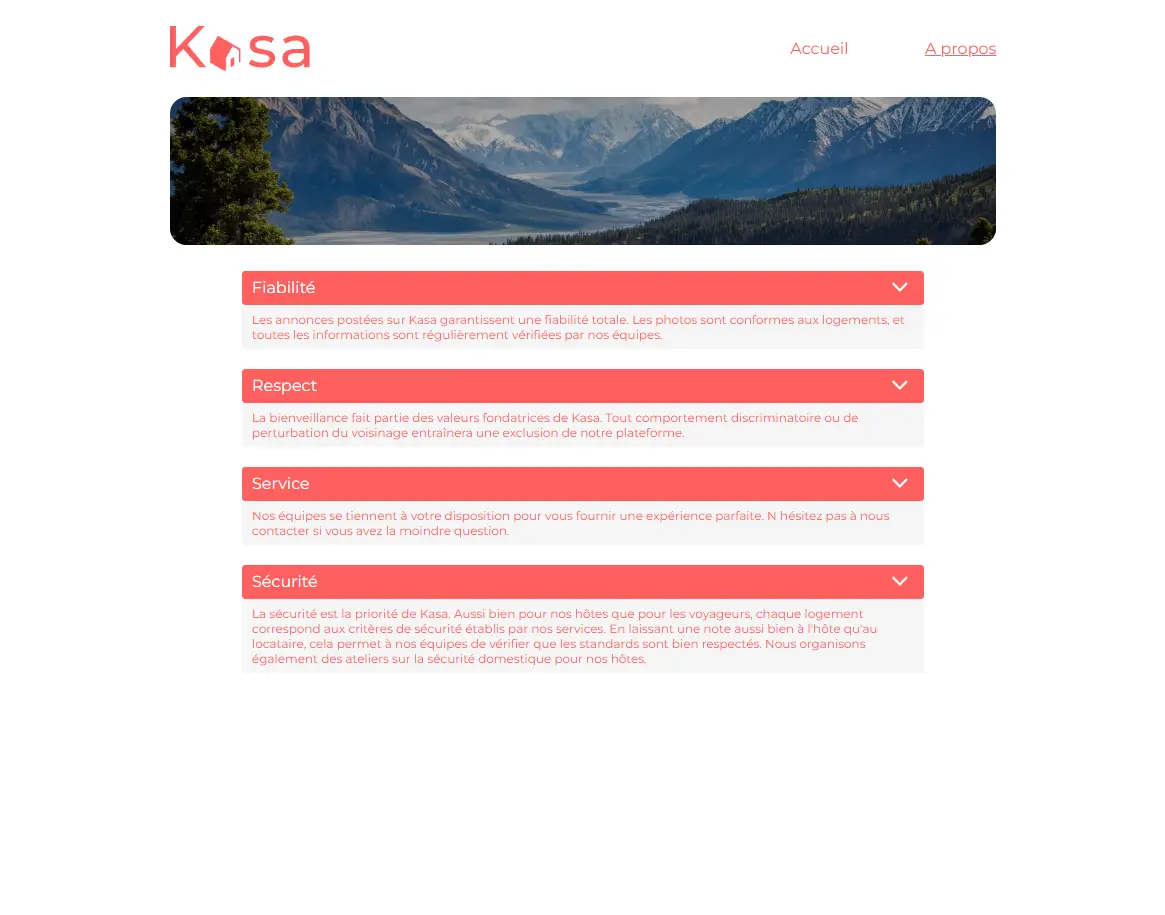 Kasa
Accueil
A propos
Fiabilité
Les annonces postées sur Kasa garantissent une fiabilité totale. Les photos sont conformes aux logements, et
toutes les informations sont régulièrement vérifiées par nos équipes.
Respect
La bienveillance fait partie des valeurs fondatrices de Kasa. Tout comportement discriminatoire ou de
perturbation du voisinage entraînera une exclusion de notre plateforme.
Service
Nos équipes se tiennent à votre disposition pour vous fournir une expérience parfaite. N hésitez pas à nous
contacter si vous avez la moindre question.
Sécurité
La sécurité est la priorité de Kasa. Aussi bien pour nos hôtes que pour les voyageurs, chaque logement
correspond aux critères de sécurité établis par nos services. En laissant une note aussi bien à l'hôte qu'au
locataire, cela permet à nos équipes de vérifier que les standards sont bien respectés. Nous organisons
également des ateliers sur la sécurité domestique pour nos hôtes.